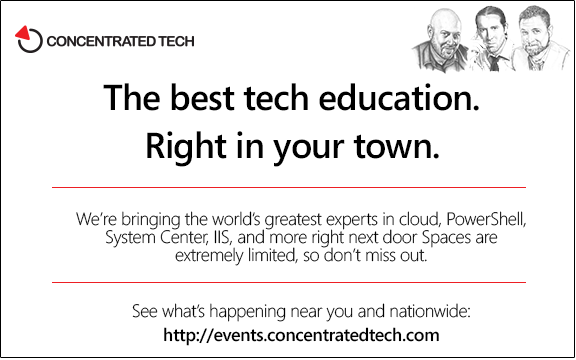 CONCENTRATED TECH
The best tech education.
Right in your town.
We're bringing the world's greatest experts in cloud, PowerShell,
System Center, IIS, and more right next door Spaces are
extremely limited, so don't miss out.
See what's happening near you and nationwide:
http://events.concentratedtech.com